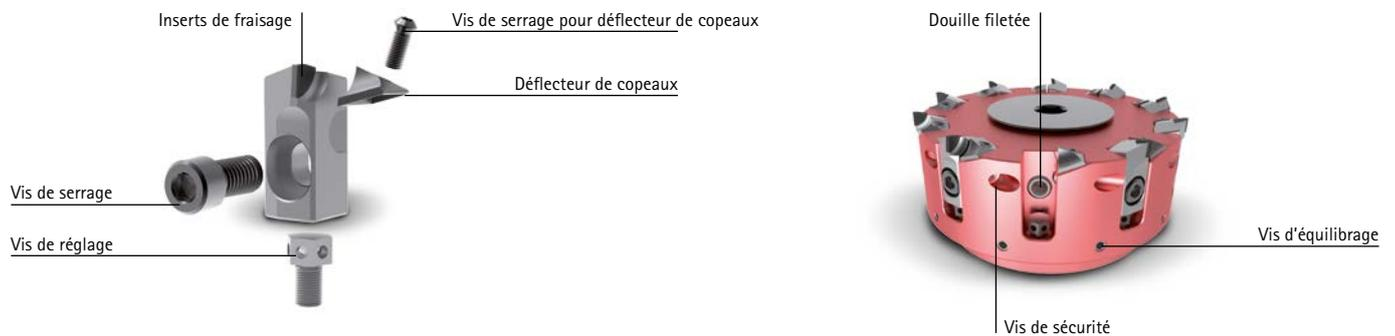 Inserts de fraisage
Vis de serrage pour déflecteur de copeaux
Déflecteur de copeaux
Vis de serrage
Vis de réglage
Douille filetée
Vis d'équilibrage
Vis de sécurité